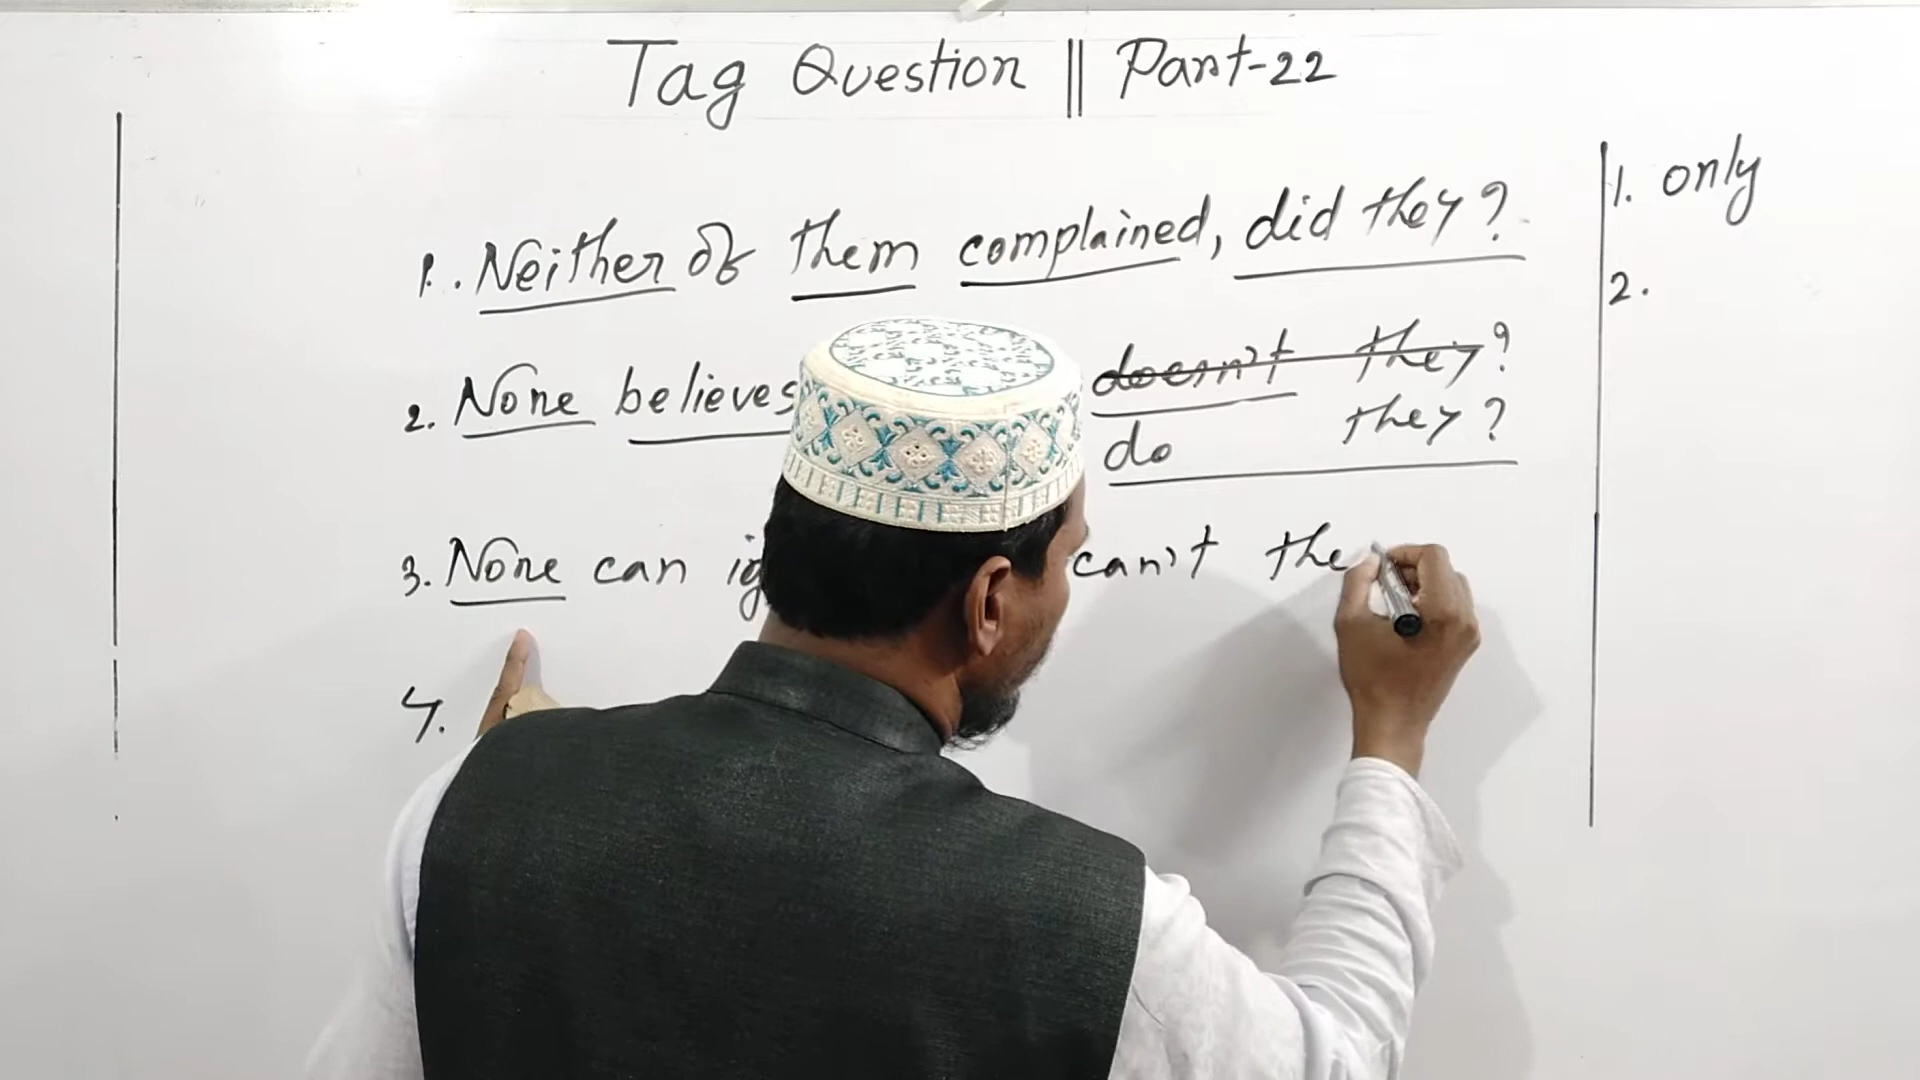 Tag Question || Part-22
1. Neither of them complained, did they?
2. None believes doesn't they?
do they?
3. None can ig can't the
4.
1. only
2.